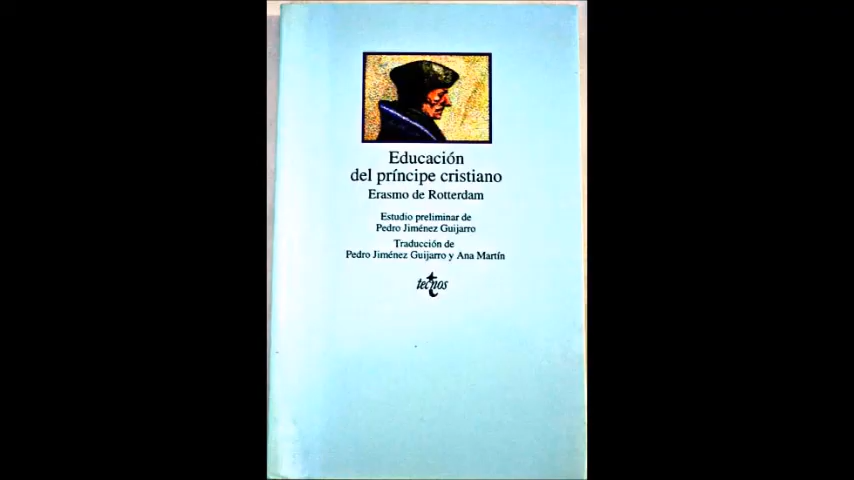 Educación
del príncipe cristiano
Erasmo de Rotterdam
Estudio preliminar de
Pedro Jiménez Guijarro
Traducción de
Pedro Jiménez Guijarro y Ana Martín
tecnos